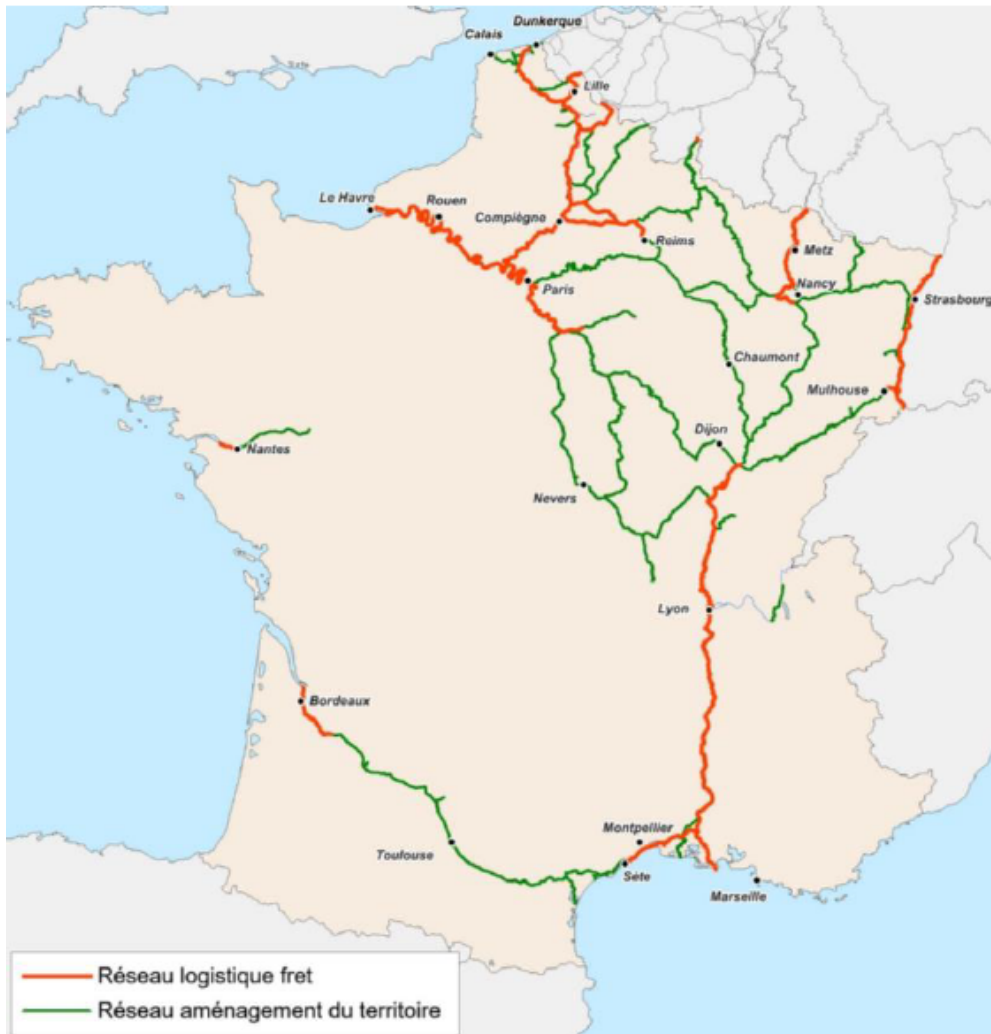 Dunkerque
Calais
Lille
Le Havre
Rouen
Compiègne
Reims
Metz
Paris
Nancy
Strasbourg
Chaumont
Mulhouse
Dijon
Nantes
Nevers
Lyon
Bordeaux
Montpellier
Toulouse
Sète
Marseille
Réseau logistique fret
Réseau aménagement du territoire